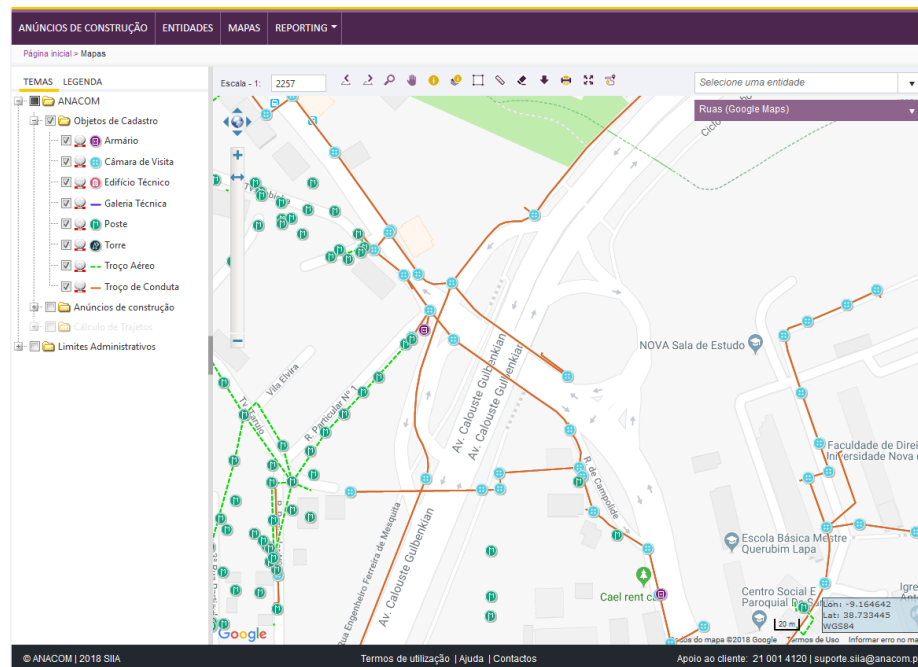 ANÚNCIOS DE CONSTRUÇÃO ENTIDADES MAPAS REPORTING
Página inicial > Mapas
TEMAS LEGENDA
Escala - 1: 2257
Selecione uma entidade
Ruas (Google Maps)
ANACOM
Objetos de Cadastro
Armário
Câmara de Visita
Edifício Técnico
Galeria Técnica
Poste
Torre
Troço Aéreo
Troço de Conduta
Anúncios de construção
Cálculo de Trajetos
Limites Administrativos
NOVA Sala de Estudo
Vila Elvira
R. Particular Nº 1
Av. Calouste Gulbenkian
Av. Calouste Gulbenkian
Faculdade de Direi
R. de Campolide
Rua Engenheiro Ferreira de Mesquita
Av. Calouste Gulbenkian
Escola Básica Mestre
Querubim Lapa
Cael rent
Centro Social E
Paroquial
Lon: -9.164642
Lat: 38.733445
WGS84
20 m
Google
do mapa ©2018 Google Termos de Uso Informar erro no ma
© ANACOM | 2018 SIIA
Termos de utilização | Ajuda | Contactos
Apoio ao cliente: 21 001 4120 | suporte.siia@anacom.p